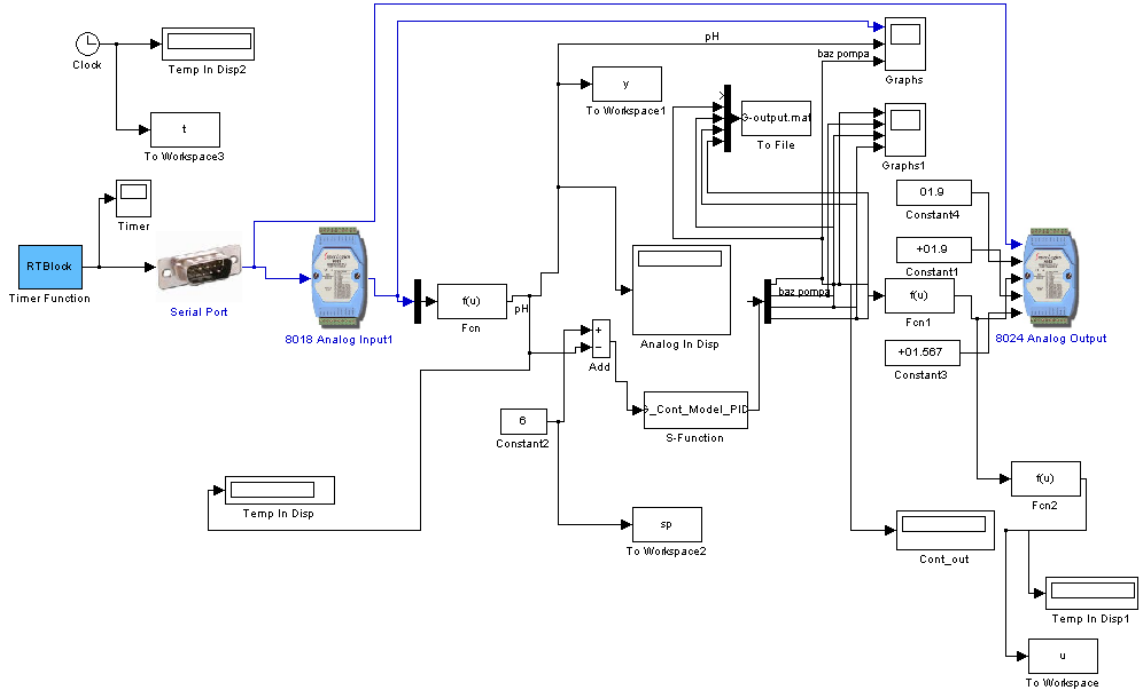 Clock
Temp In Disp2
t
To Workspace3
Timer
RTBlock
Timer Function
Serial Port
8018 Analog Input1
f(u)
Fcn
pH
pH
baz pompa
Graphs
y
To Workspace1
-output.mat
To File
Graphs1
01.9
Constant4
+01.9
Constant1
f(u)
Fcn1
+01.567
Constant3
8024 Analog Output
Analog In Disp
baz pompa
+
−
Add
_Cont_Model_PID
S-Function
6
Constant2
Temp In Disp
sp
To Workspace2
Cont_out
f(u)
Fcn2
Temp In Disp1
u
To Workspace